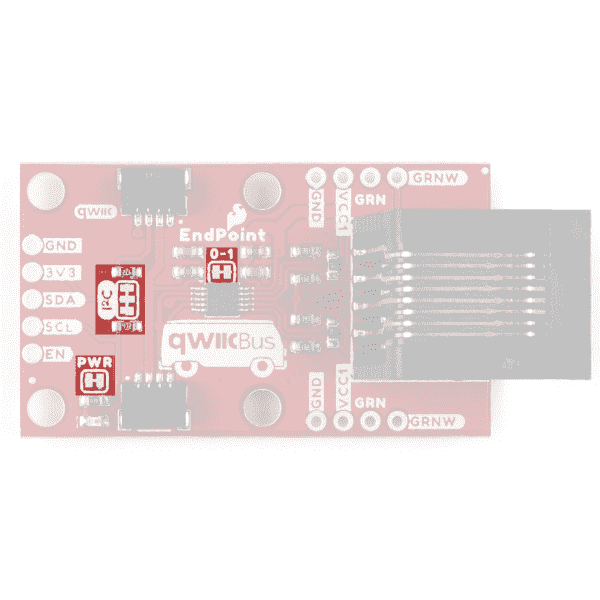 GRNW
GRN
GND
VCC1
qwiic
EndPoint
GND
0-1
3V3
SDA
I²C
SCL
qwiicBus
EN
PWR
GND
VCC1
GRN
GRNW